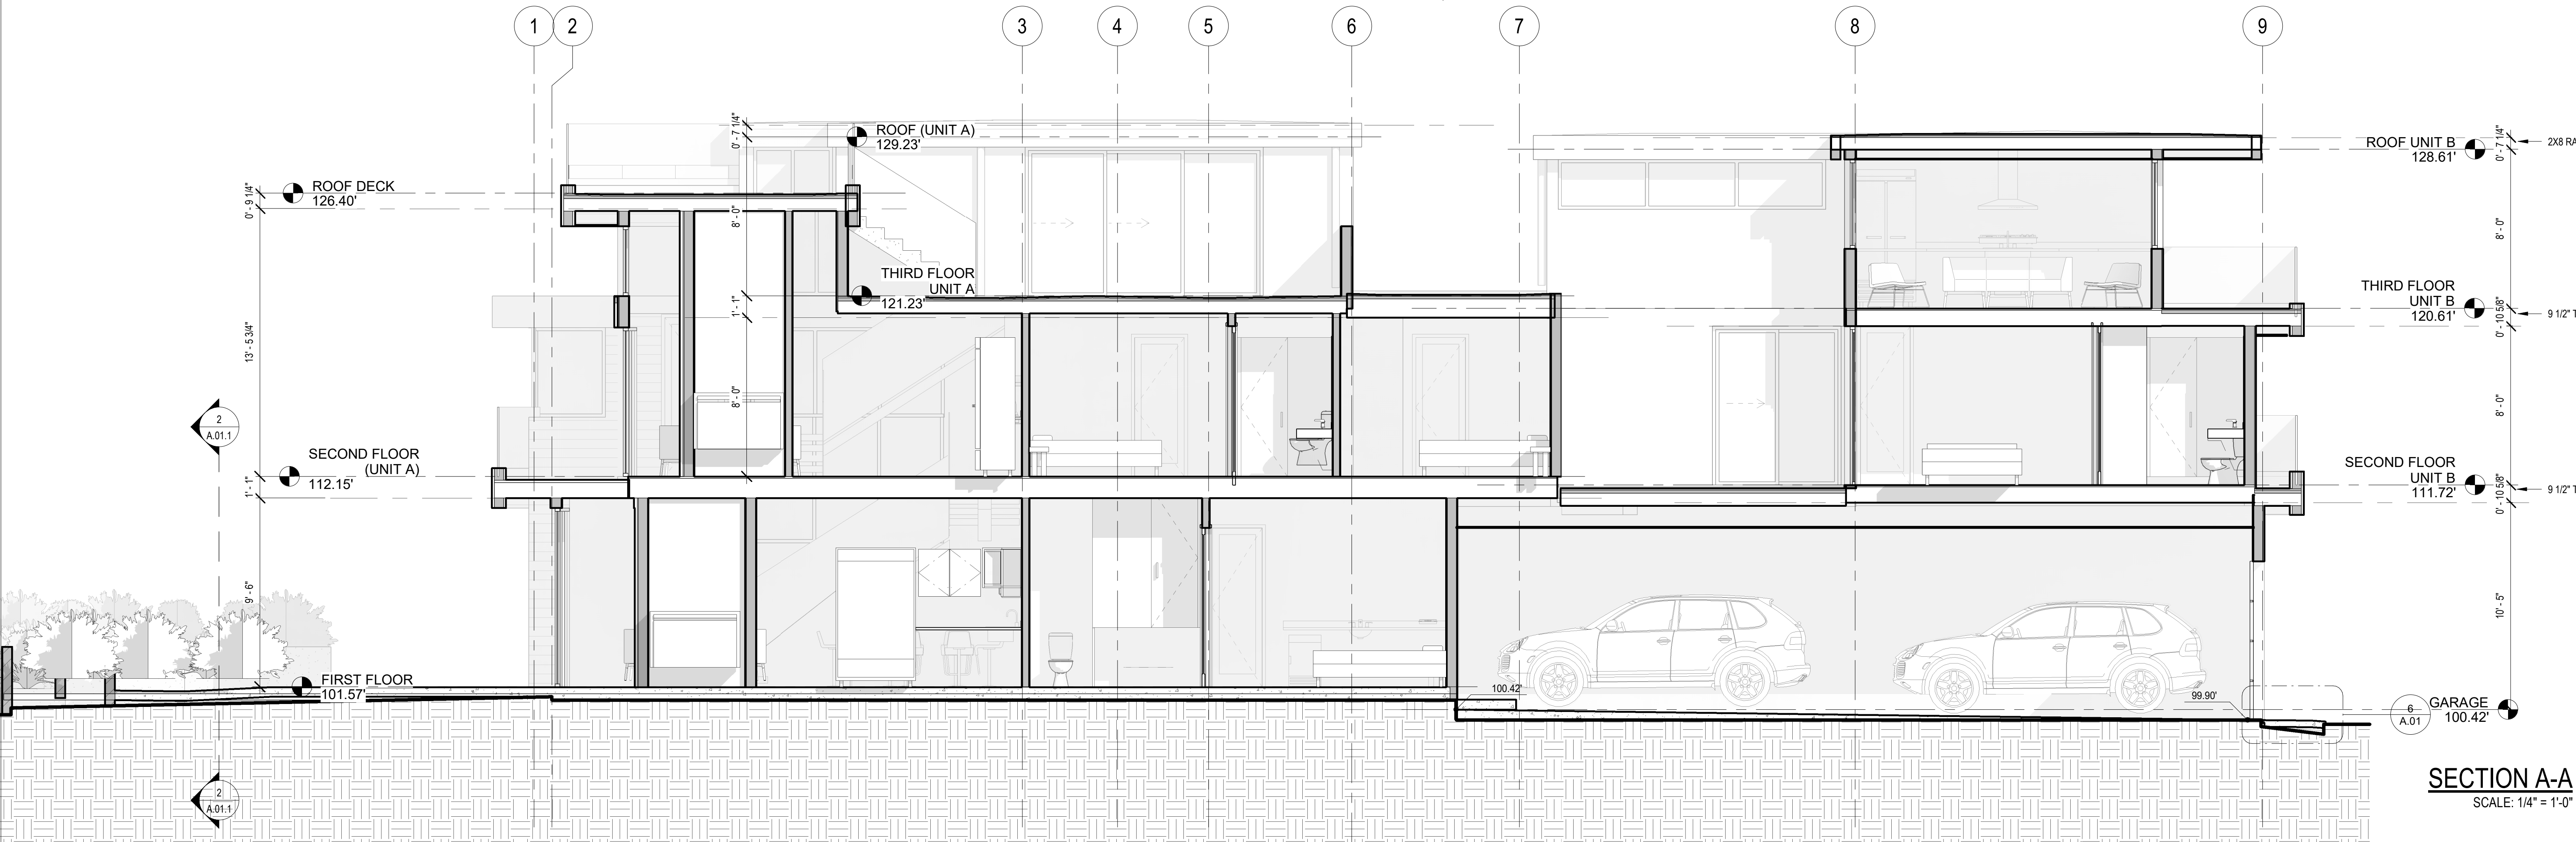 1
2
3
4
5
6
7
8
9
0' - 7 1/4"
ROOF (UNIT A)
129.23'
ROOF UNIT B
128.61'
0' - 7 1/4"
2X8 RA
ROOF DECK
126.40'
0' - 9 1/4"
8' - 0"
8' - 0"
THIRD FLOOR
UNIT A
121.23'
1' - 1"
THIRD FLOOR
UNIT B
120.61'
0' - 10 5/8"
9 1/2" T
13' - 5 3/4"
8' - 0"
8' - 0"
2
A.01.1
SECOND FLOOR
(UNIT A)
112.15'
1' - 1"
SECOND FLOOR
UNIT B
111.72'
0' - 10 5/8"
9 1/2" T
9' - 6"
10' - 5"
FIRST FLOOR
101.57'
100.42'
99.90'
6
A.01
GARAGE
100.42'
2
A.01.1
SECTION A-A
SCALE: 1/4" = 1'-0"